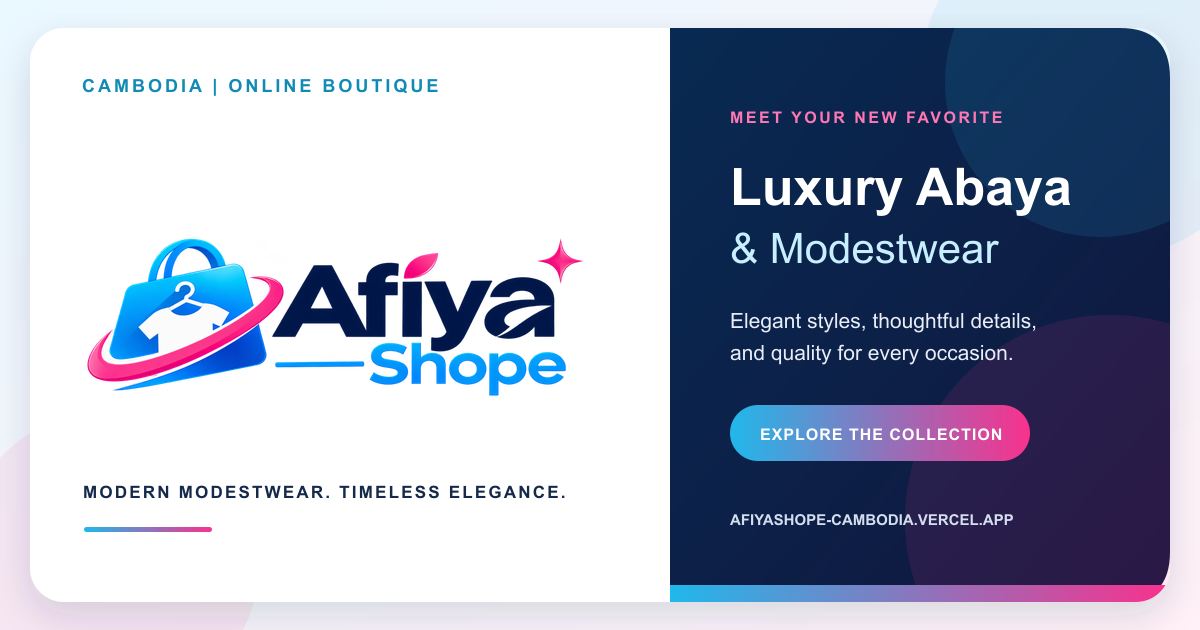 CAMBODIA | ONLINE BOUTIQUE
Afiya
Shope
MODERN MODESTWEAR. TIMELESS ELEGANCE.
MEET YOUR NEW FAVORITE
Luxury Abaya
& Modestwear
Elegant styles, thoughtful details,
and quality for every occasion.
EXPLORE THE COLLECTION
AFIYASHOPE-CAMBODIA.VERCEL.APP